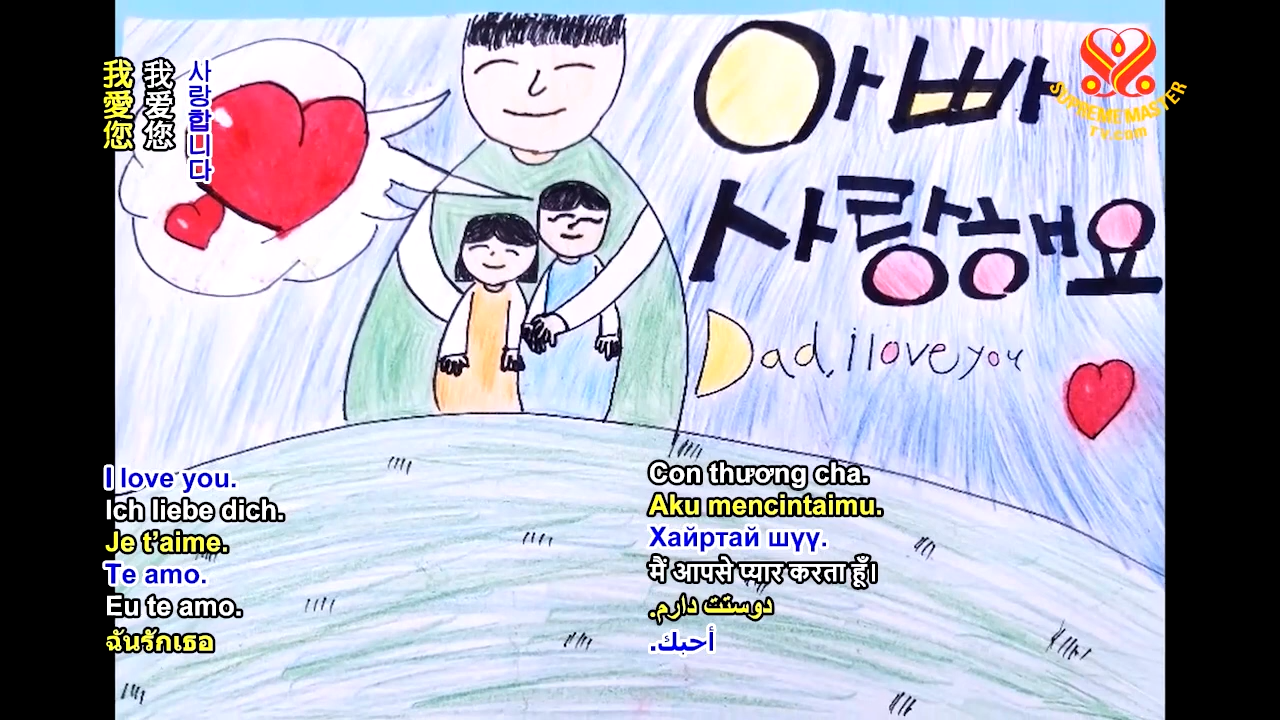 我愛您
我爱您
사랑합니다
아빠
사랑해요
Dad, i love you
SUPREME MASTER
TV.com
I love you.
Ich liebe dich.
Je t'aime.
Te amo.
Eu te amo.
ฉันรักเธอ
Con thương cha.
Aku mencintaimu.
Хайртай шүү.
मैं आपसे प्यार करता हूँ।
دوستت دارم.
أحبك.